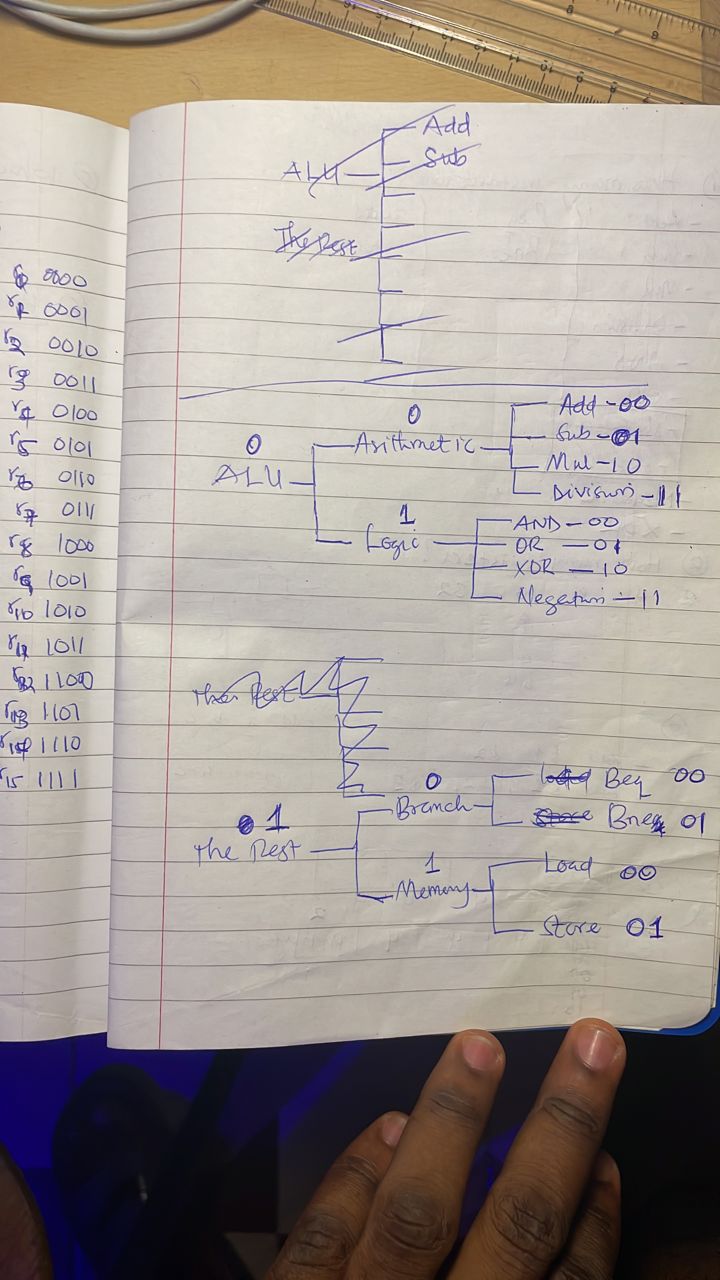 r0 0000
r1 0001
r2 0010
r3 0011
r4 0100
r5 0101
r6 0110
r7 0111
r8 1000
r9 1001
r10 1010
r11 1011
r12 1100
r13 1101
r14 1110
r15 1111
Add
ALU
Sub
The Rest
0
0
Add - 00
Arithmetic
Sub - 01
ALU
Mul - 10
Division - 11
1
AND - 00
Logic
OR - 01
XOR - 10
Negation - 11
The Rest
0
Beq 00
Branch
1
Bneq 01
the Rest
1
Load 00
Memory
Store 01